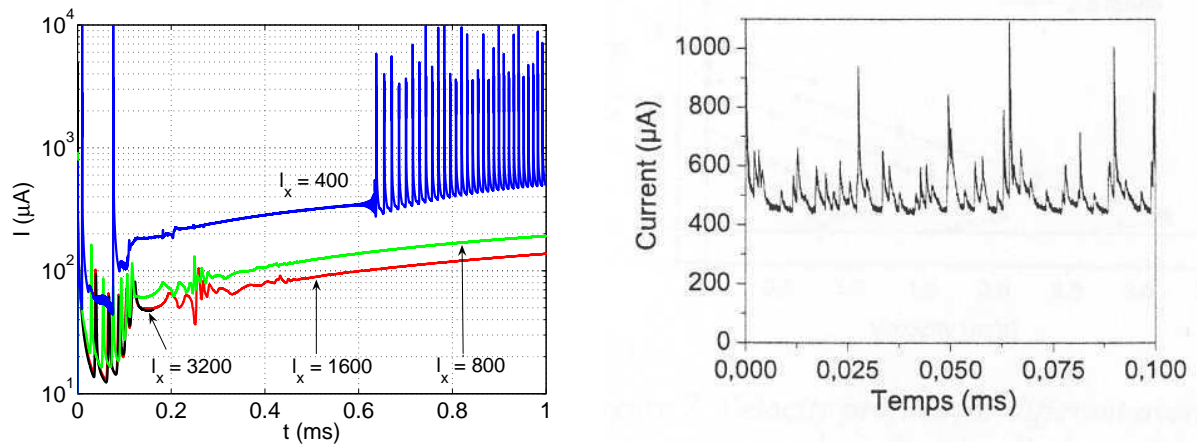 10^4
10^3
10^2
10^1
I (μA)
I_x = 400
I_x = 3200
I_x = 1600
I_x = 800
0
0.2
0.4
0.6
0.8
1
t (ms)
1000
800
600
400
200
0
Current (μA)
0,000
0,025
0,050
0,075
0,100
Temps (ms)